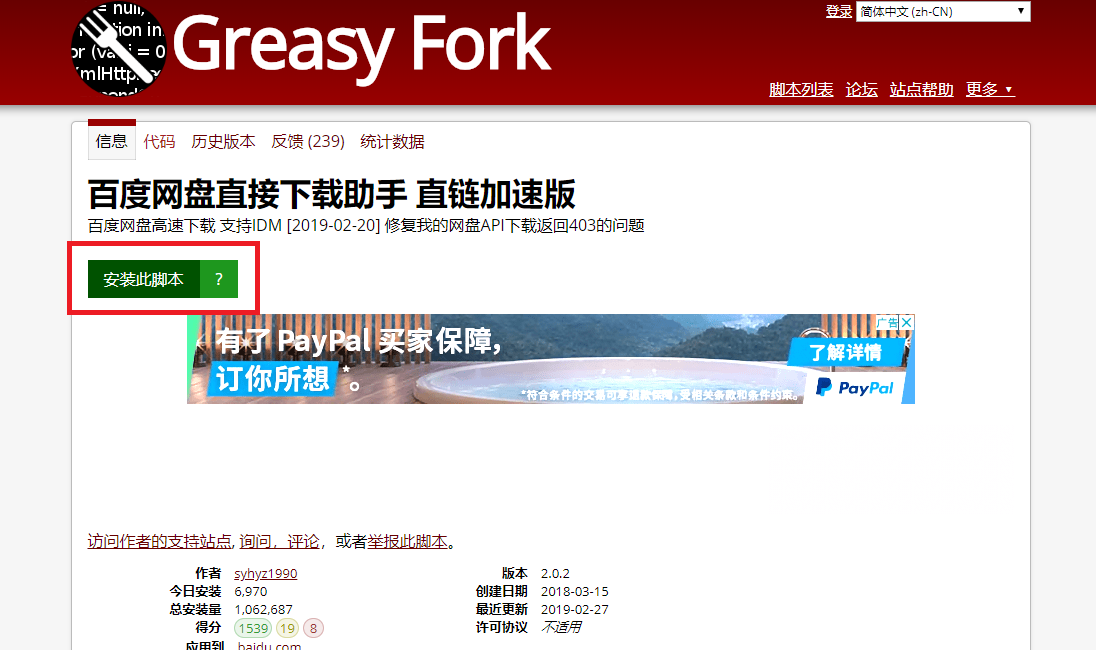 登录 简体中文 (zh-CN)
= null,
tion in
or (va i = 0
XmlHttp
Greasy Fork
脚本列表 论坛 站点帮助 更多
信息 代码 历史版本 反馈 (239) 统计数据
百度网盘直接下载助手 直链加速版
百度网盘高速下载 支持IDM [2019-02-20] 修复我的网盘API下载返回403的问题
安装此脚本 ?
广告
有了 PayPal 买家保障,
订你所想*。
了解详情
PayPal
*符合条件的交易可享退款保障,受相关条款和条件约束。
访问作者的支持站点, 询问，评论，或者举报此脚本。
作者 syhyz1990 版本 2.0.2
今日安装 6,970 创建日期 2018-03-15
总安装量 1,062,687 最近更新 2019-02-27
得分 1539 19 8 许可协议 不适用
应用到 baidu.com